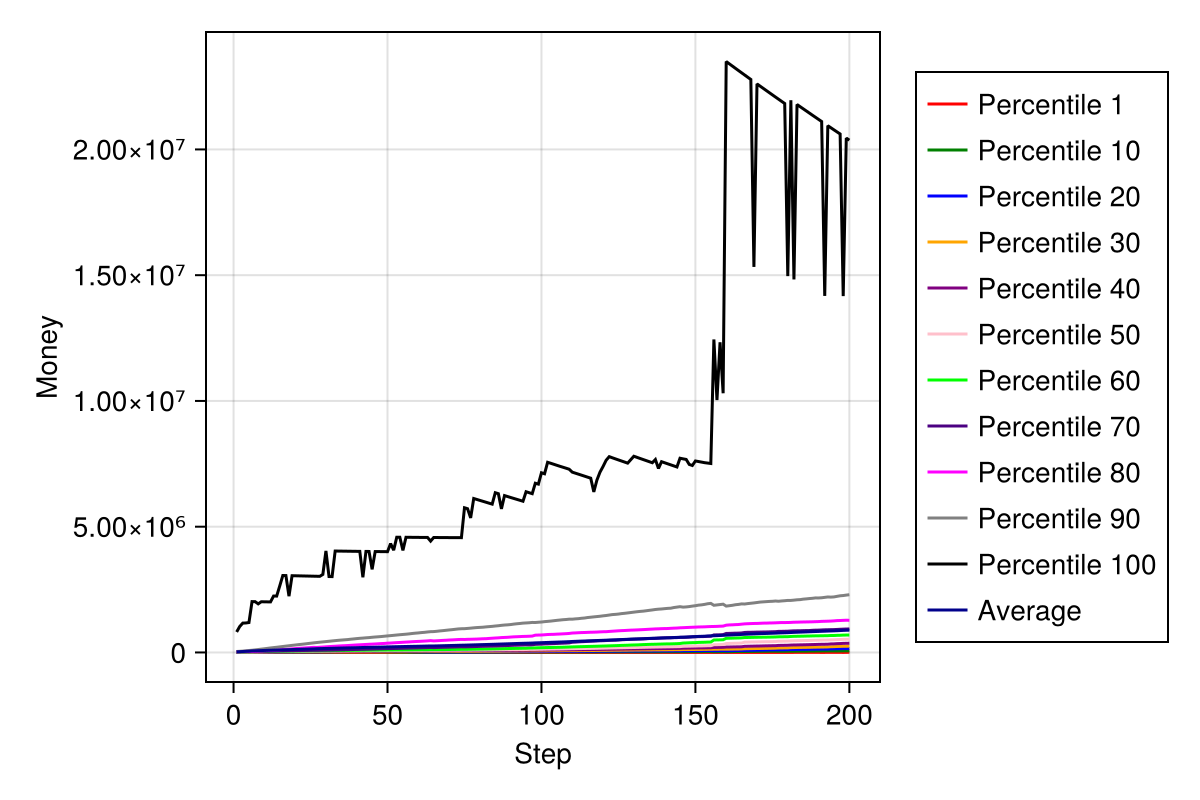 2.00×10⁷
1.50×10⁷
1.00×10⁷
5.00×10⁶
0
Money
0 50 100 150 200
Step
Percentile 1
Percentile 10
Percentile 20
Percentile 30
Percentile 40
Percentile 50
Percentile 60
Percentile 70
Percentile 80
Percentile 90
Percentile 100
Average